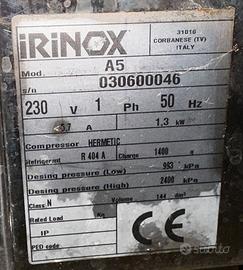 IRINOX
31010
CORBANESE (TV)
ITALY
Mod. A5
s/n 030600046
230 V 1 Ph 50 Hz
A 1,3 kW
Compressor HERMETIC
Refrigerant R 404 A Charge 1400 g
Desing pressure (Low) 993 kPa
Desing pressure (High) 2400 kPa
Class N Volume 144
Rated Load Kg
IP
PED code
CE
subito